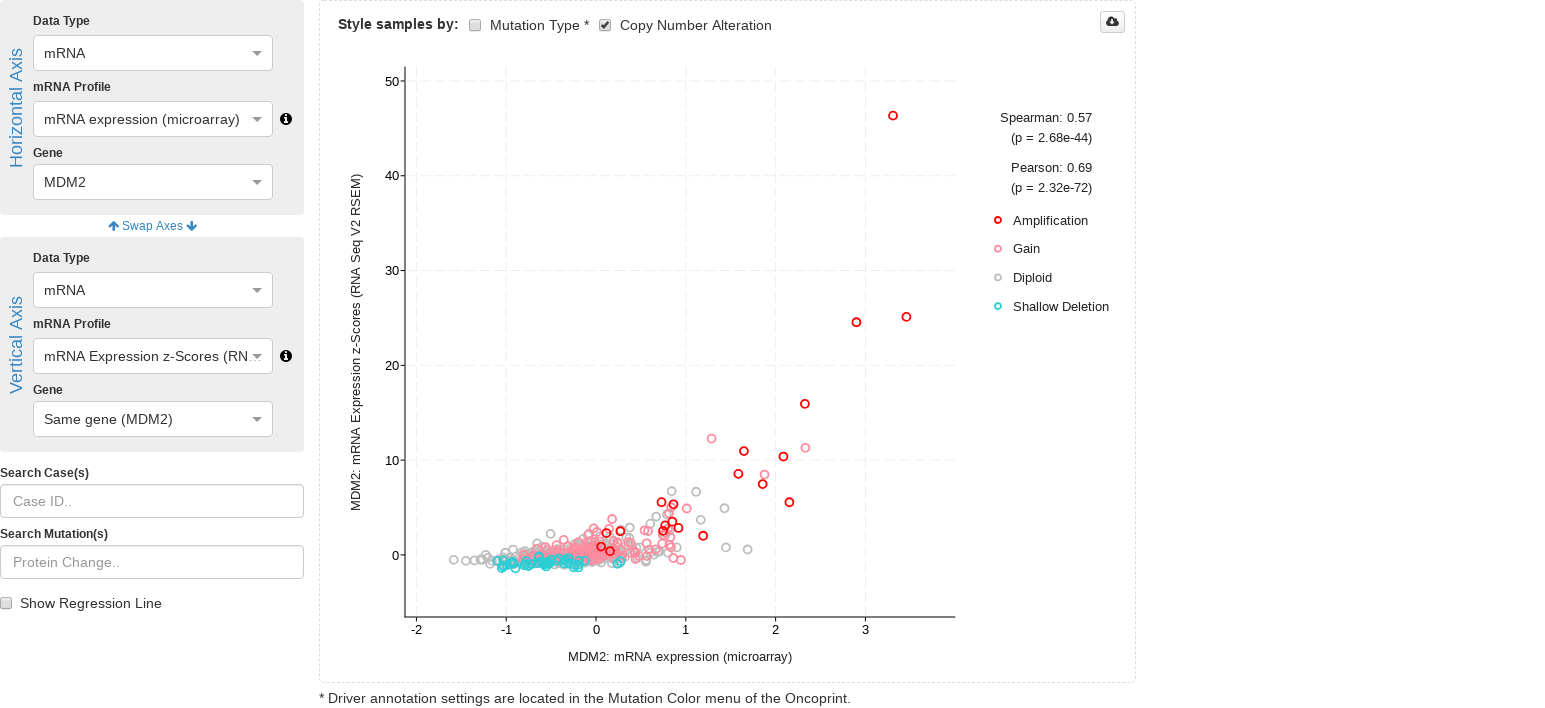 Horizontal Axis
Data Type
mRNA
mRNA Profile
mRNA expression (microarray)
Gene
MDM2
Swap Axes
Vertical Axis
Data Type
mRNA
mRNA Profile
mRNA Expression z-Scores (RN...
Gene
Same gene (MDM2)
Search Case(s)
Case ID..
Search Mutation(s)
Protein Change..
Show Regression Line
Style samples by: Mutation Type * Copy Number Alteration
MDM2: mRNA Expression z-Scores (RNA Seq V2 RSEM)
50
40
30
20
10
0
-2 -1 0 1 2 3
MDM2: mRNA expression (microarray)
Spearman: 0.57
(p = 2.68e-44)
Pearson: 0.69
(p = 2.32e-72)
Amplification
Gain
Diploid
Shallow Deletion
* Driver annotation settings are located in the Mutation Color menu of the Oncoprint.